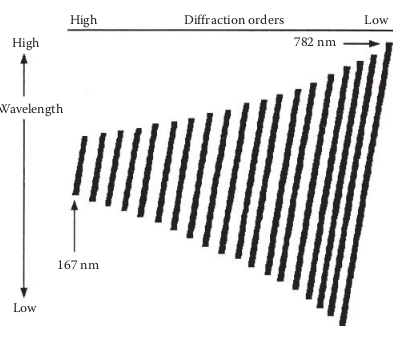 High Diffraction orders Low
High
782 nm
Wavelength
167 nm
Low